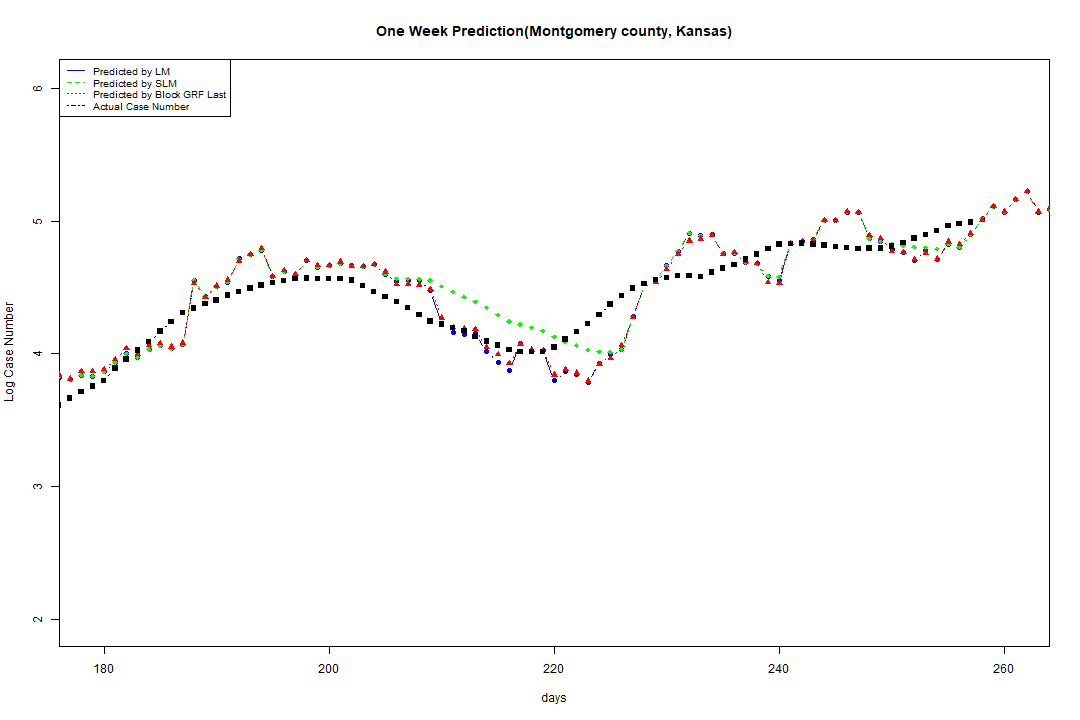 One Week Prediction(Montgomery county, Kansas)
Predicted by LM
Predicted by SLM
Predicted by Block GRF Last
Actual Case Number
6
5
4
3
2
Log Case Number
180 200 220 240 260
days